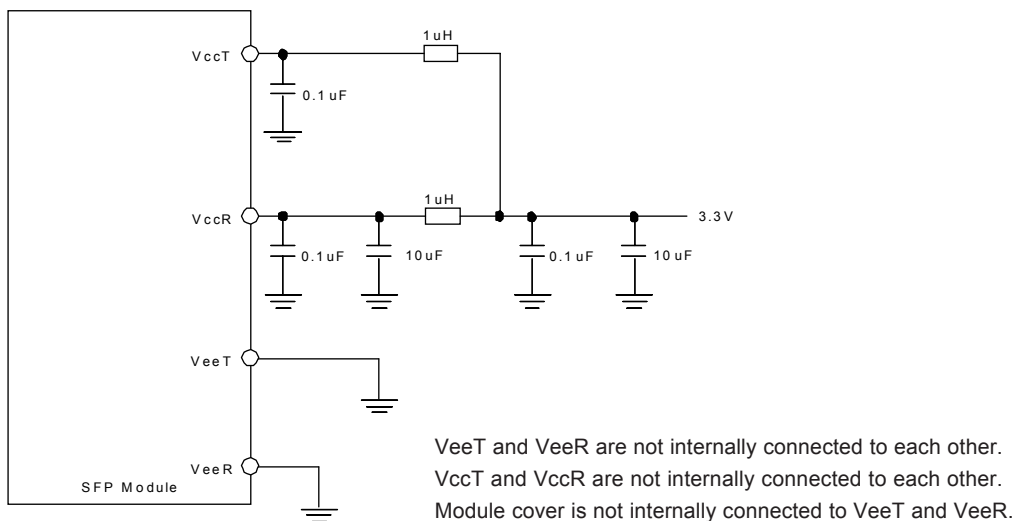 1uH
VccT
0.1uF
1uH
VccR
3.3V
0.1uF
10uF
0.1uF
10uF
VeeT
VeeR
SFP Module
VeeT and VeeR are not internally connected to each other.
VccT and VccR are not internally connected to each other.
Module cover is not internally connected to VeeT and VeeR.